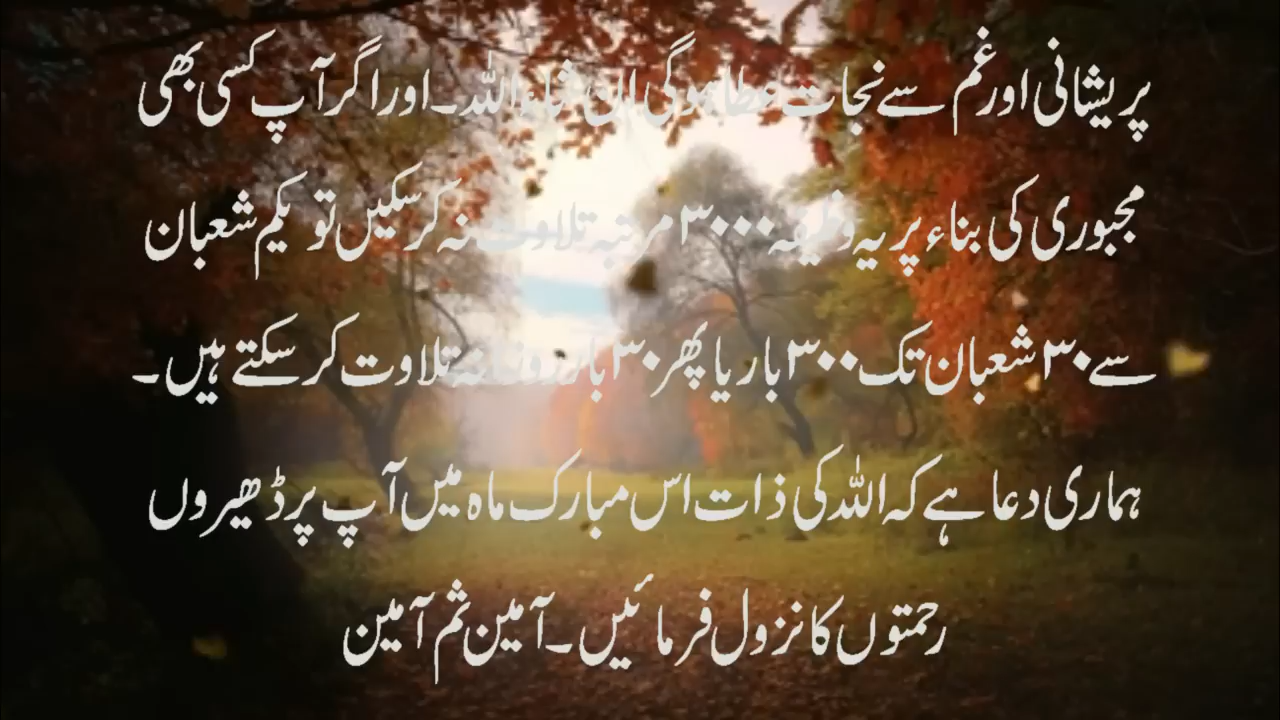 پریشانی اور غم سے نجات عطا ہوگی ان شاء اللہ۔ اور اگر آپ کسی بھی
مجبوری کی بناء پر یہ وظیفہ ۳۰۰۰ مرتبہ تلاوت نہ کر سکیں تو یکم شعبان
سے ۳۰ شعبان تک ۳۰۰ بار یا پھر ۳۰ بار روزانہ تلاوت کر سکتے ہیں۔
ہماری دعا ہے کہ اللہ کی ذات اس مبارک ماہ میں آپ پر ڈھیروں
رحمتوں کا نزول فرمائیں۔ آمین ثم آمین